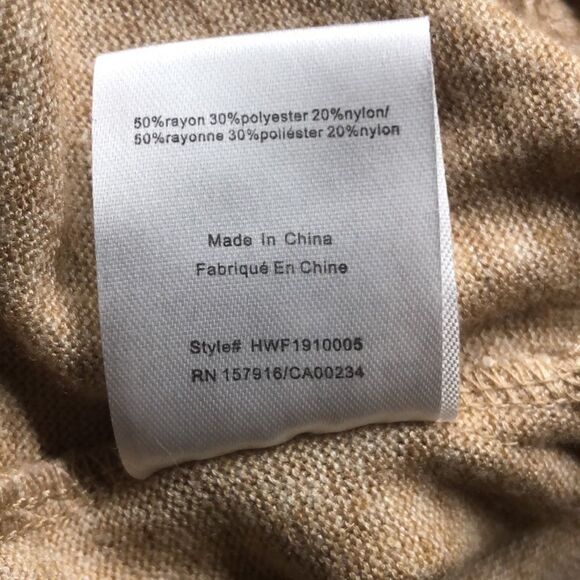 50%rayon 30%polyester 20%nylon/
50%rayonne 30%poliéster 20%nylon
Made In China
Fabriqué En Chine
Style# HWF1910005
RN 157916/CA00234